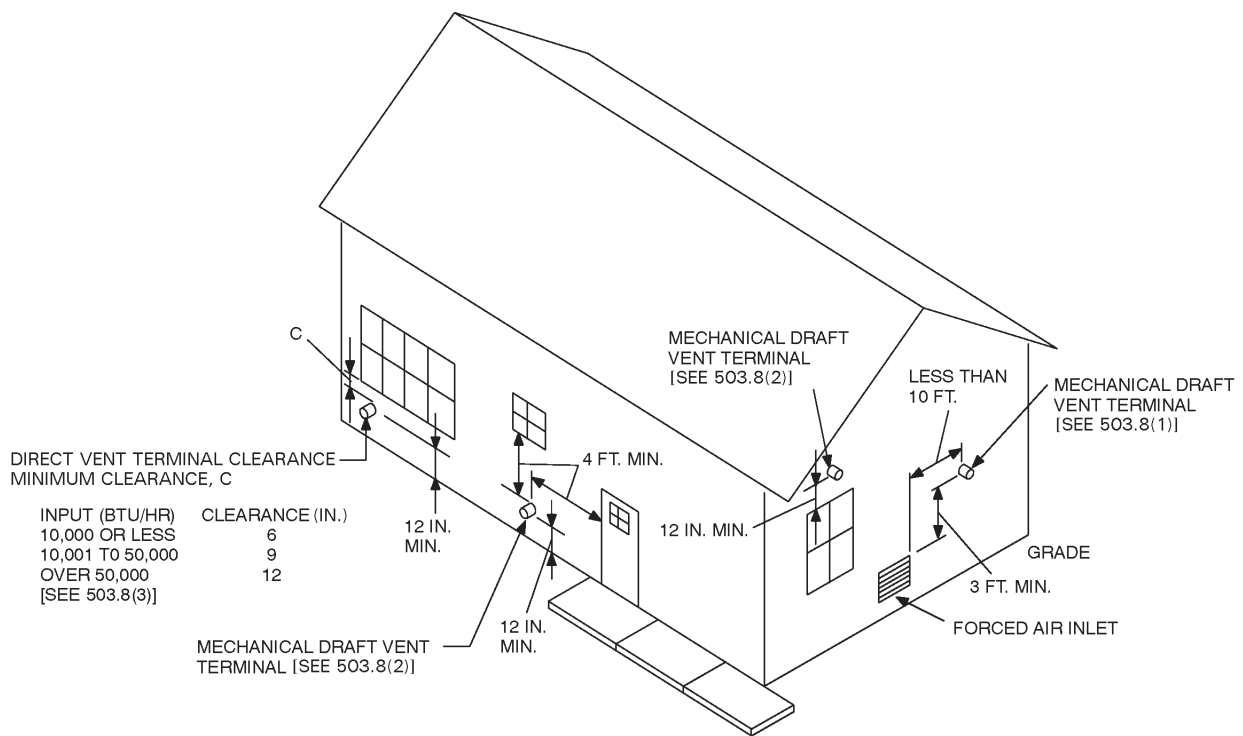 C
MECHANICAL DRAFT
VENT TERMINAL
[SEE 503.8(2)]
LESS THAN
10 FT.
MECHANICAL DRAFT
VENT TERMINAL
[SEE 503.8(1)]
DIRECT VENT TERMINAL CLEARANCE
MINIMUM CLEARANCE, C
INPUT (BTU/HR) CLEARANCE (IN.)
10,000 OR LESS 6
10,001 TO 50,000 9
OVER 50,000 12
[SEE 503.8(3)]
12 IN.
MIN.
4 FT. MIN.
12 IN. MIN.
GRADE
3 FT. MIN.
FORCED AIR INLET
12 IN.
MIN.
MECHANICAL DRAFT VENT
TERMINAL [SEE 503.8(2)]